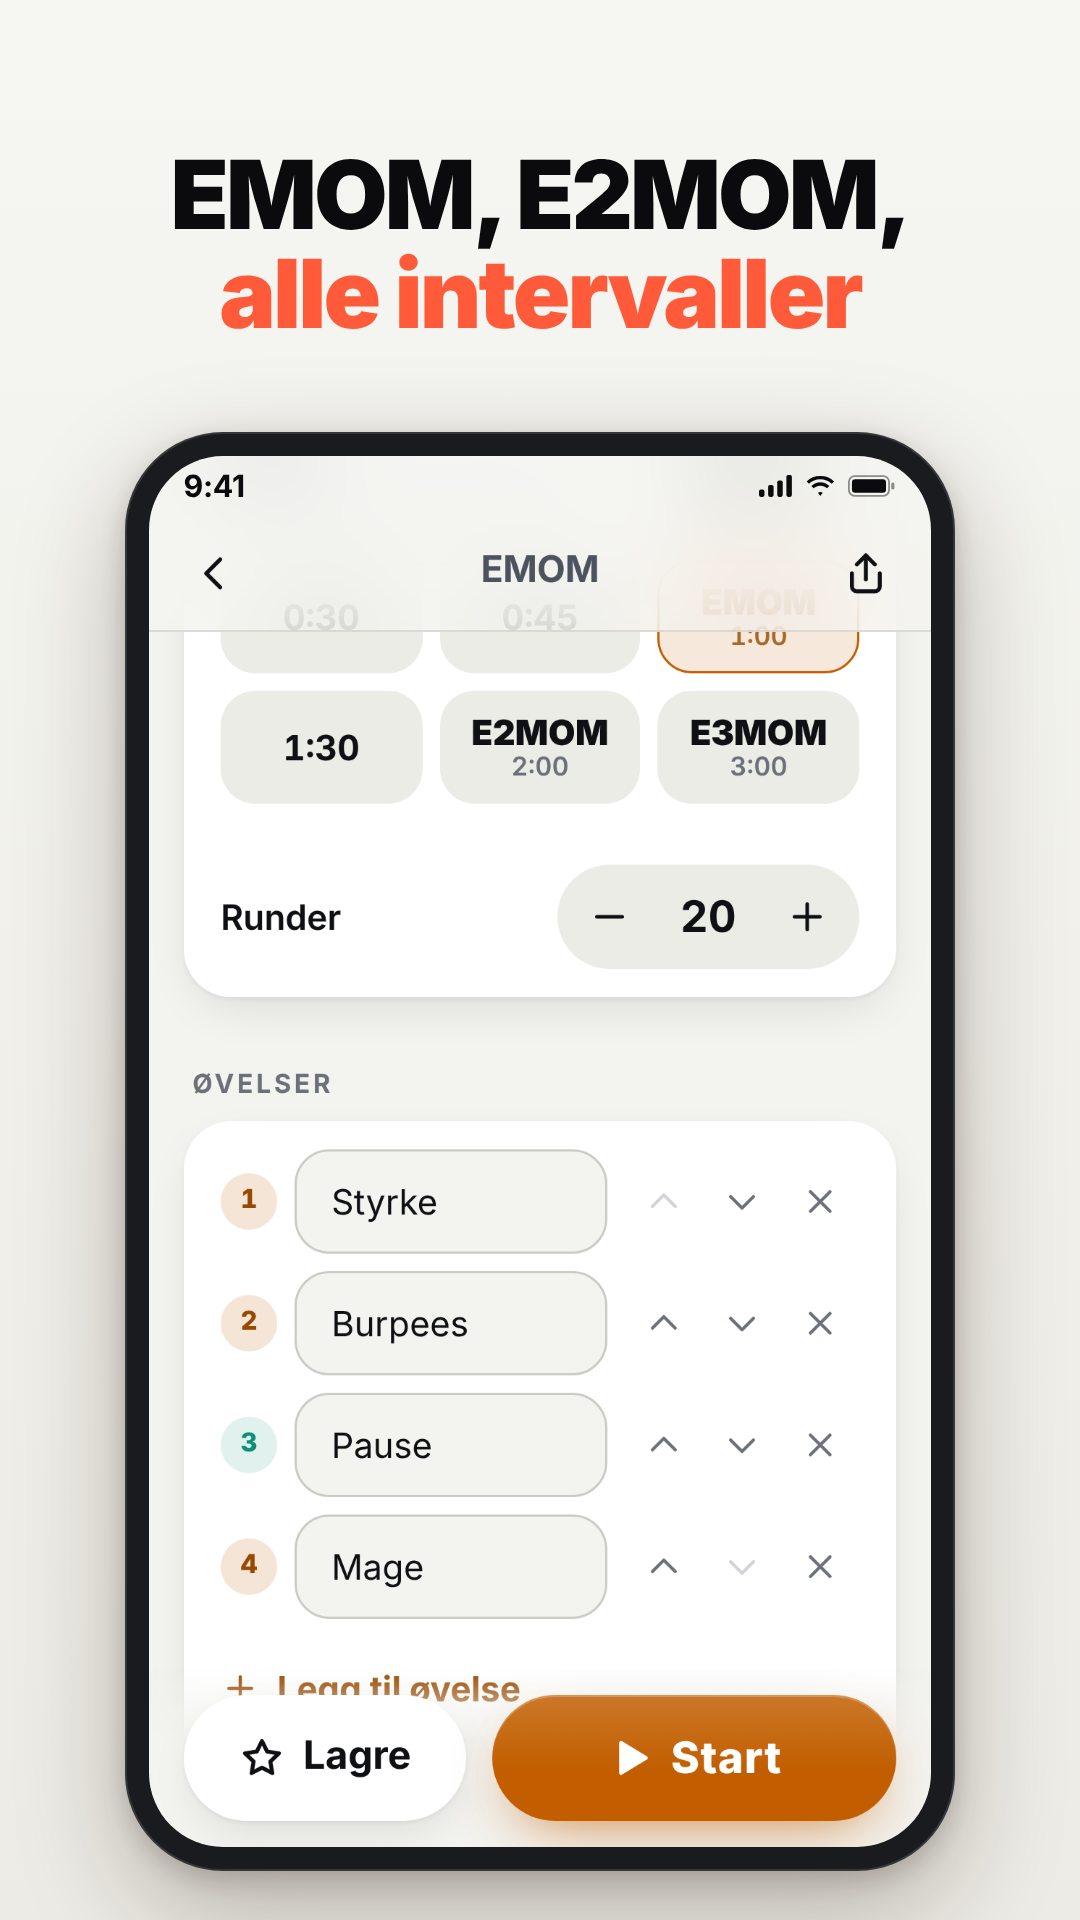 EMOM, E2MOM,
alle intervaller
9:41
EMOM
0:30
0:45
EMOM
1:00
1:30
E2MOM
2:00
E3MOM
3:00
Runder
20
ØVELSER
1
Styrke
2
Burpees
3
Pause
4
Mage
Legg til øvelse
Lagre
Start